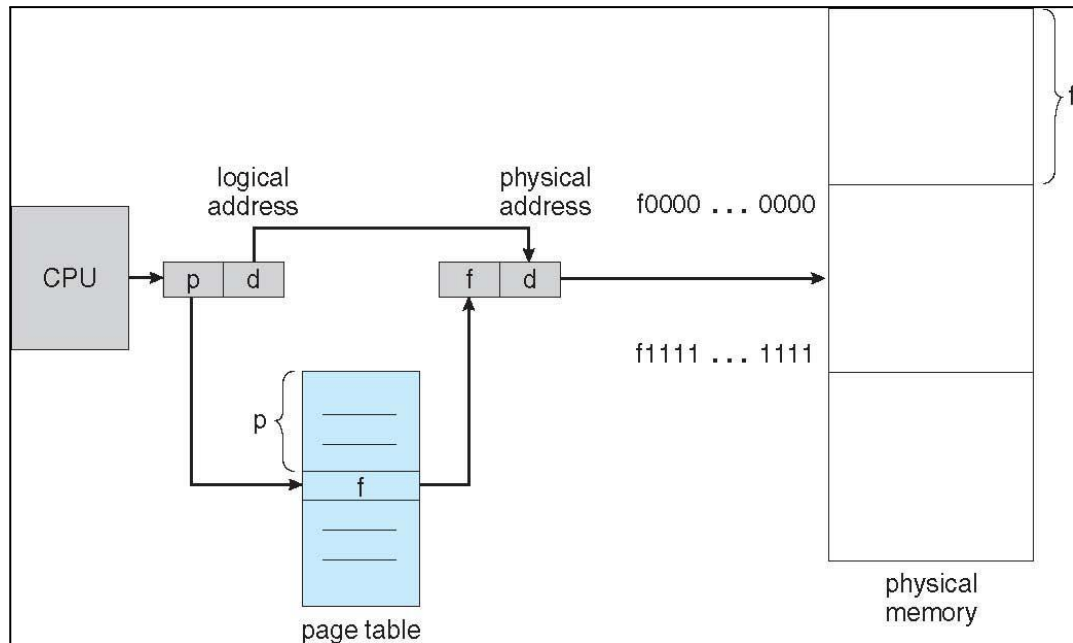 f
logical
address
physical
address
f0000 ... 0000
CPU
p
d
f
d
f1111 ... 1111
p
f
physical
memory
page table